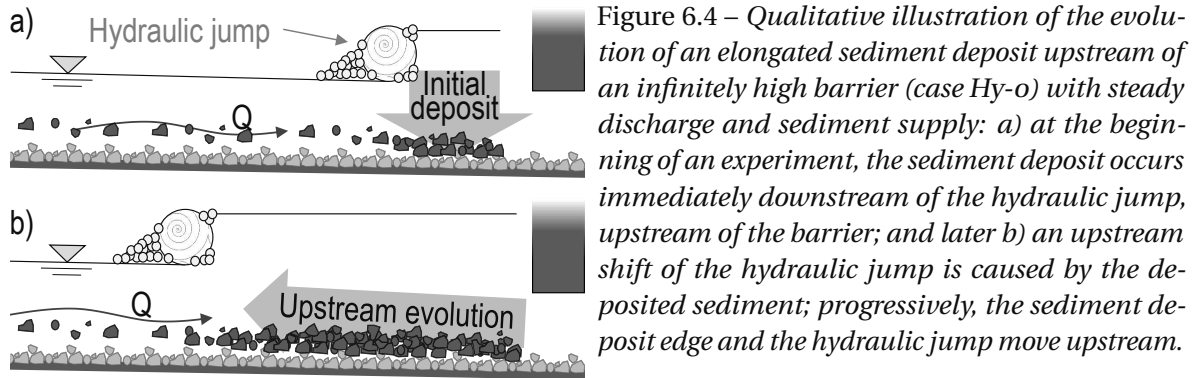 a)
Hydraulic jump
Initial
deposit
Q
b)
Q
Upstream evolution
Figure 6.4 – Qualitative illustration of the evolu-
tion of an elongated sediment deposit upstream of
an infinitely high barrier (case Hy-o) with steady
discharge and sediment supply: a) at the begin-
ning of an experiment, the sediment deposit occurs
immediately downstream of the hydraulic jump,
upstream of the barrier; and later b) an upstream
shift of the hydraulic jump is caused by the de-
posited sediment; progressively, the sediment de-
posit edge and the hydraulic jump move upstream.